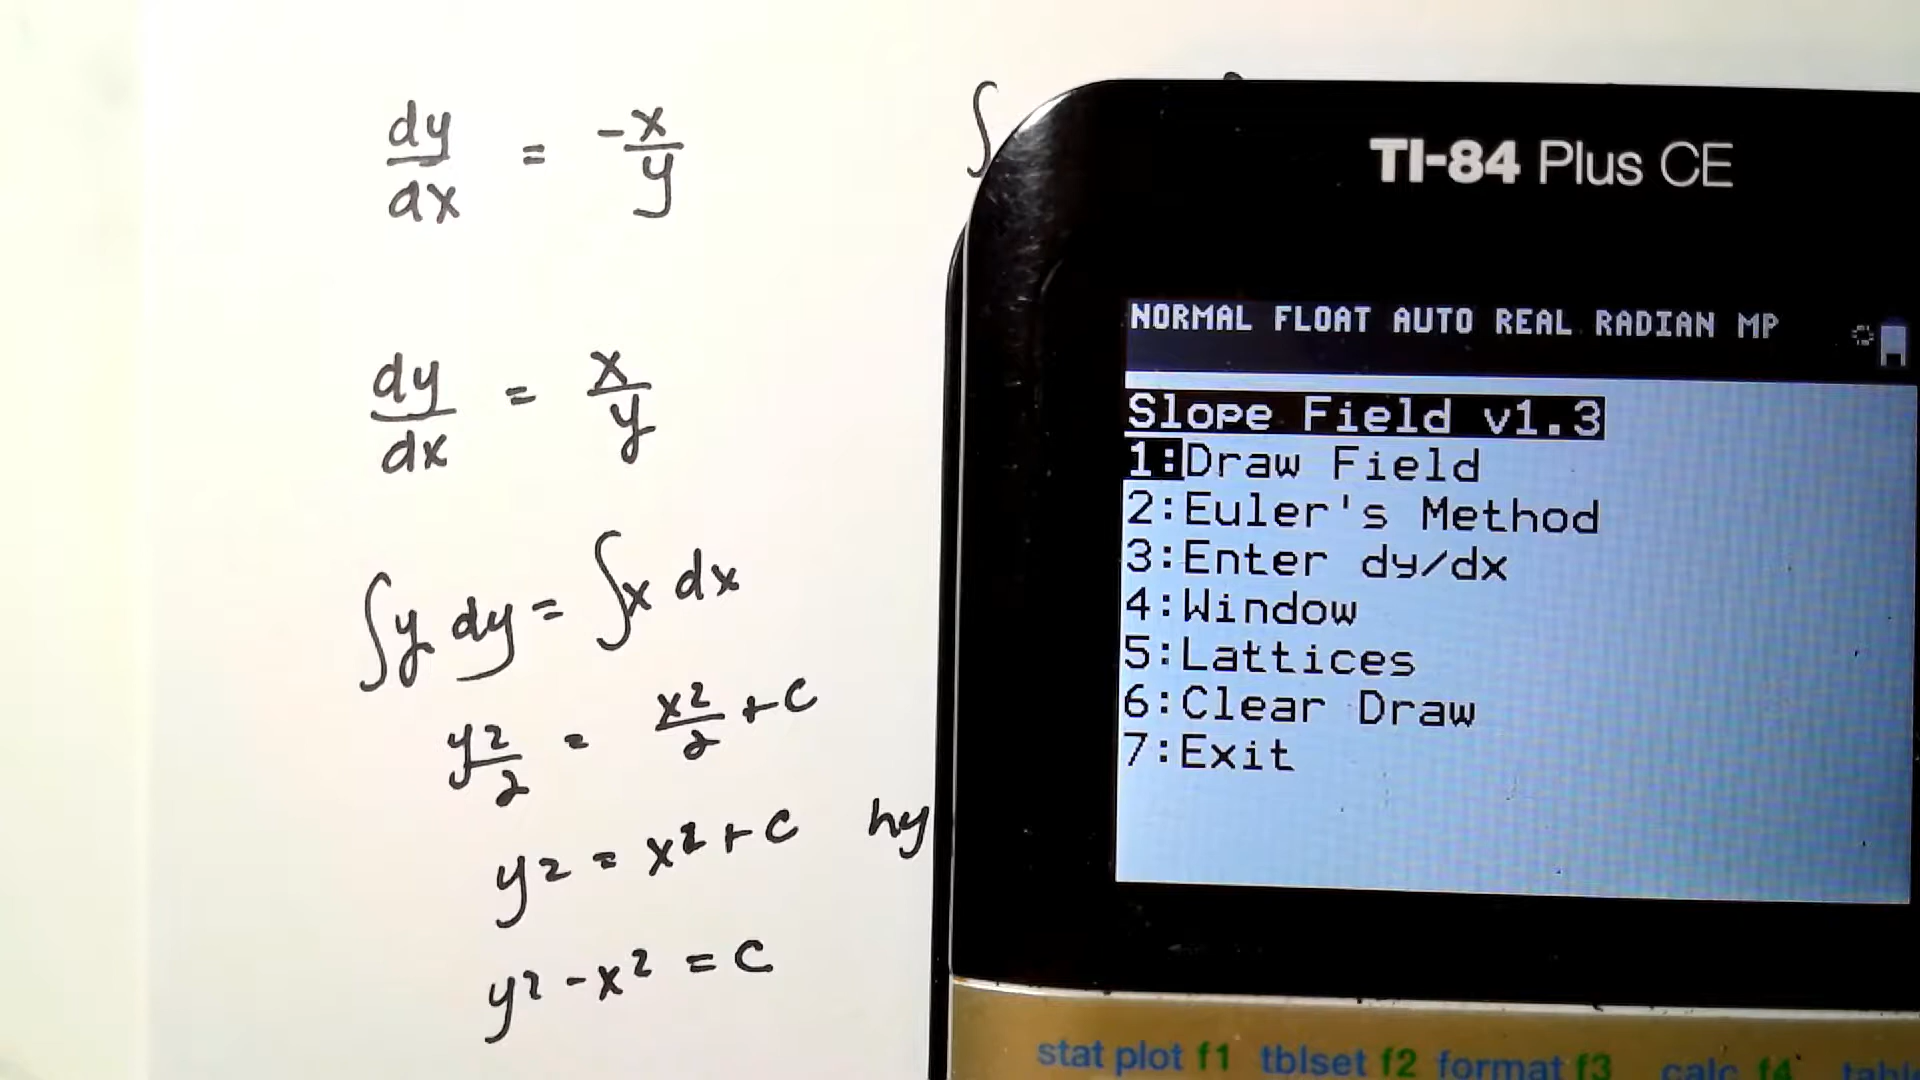 dy/dx = -x/y
∫
dy/dx = x/y
∫y dy = ∫x dx
y2/2 = x2/2 + C
y2 = x2 + C hy
y2 - x2 = C
TI-84 Plus CE
NORMAL FLOAT AUTO REAL RADIAN MP
Slope Field v1.3
1:Draw Field
2:Euler's Method
3:Enter dy/dx
4:Window
5:Lattices
6:Clear Draw
7:Exit
stat plot f1 tblset f2 format f3 calc f4